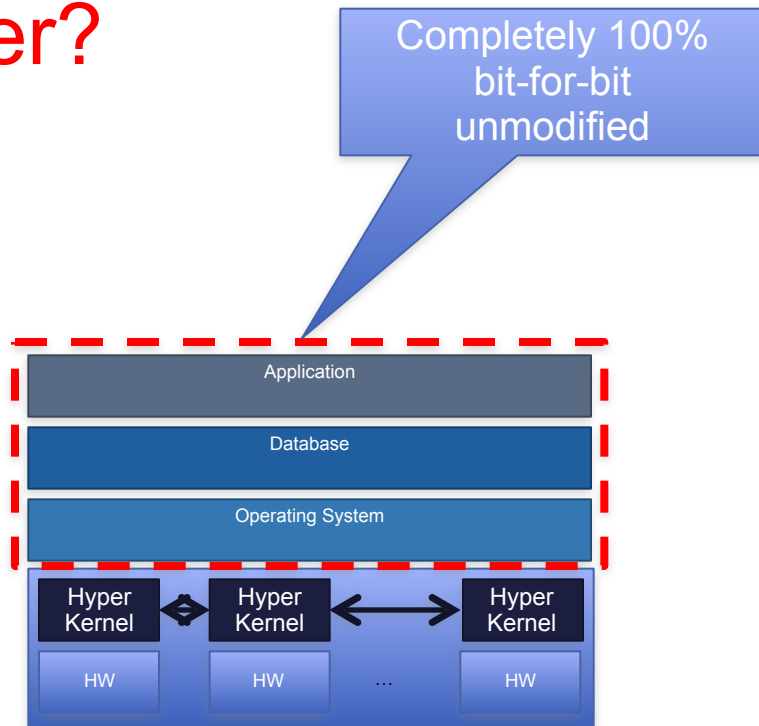 er?
Completely 100%
bit-for-bit
unmodified
Application
Database
Operating System
Hyper
Kernel
Hyper
Kernel
Hyper
Kernel
HW
HW
...
HW